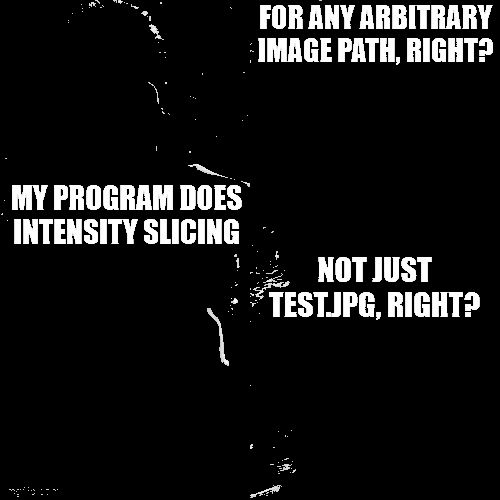 MY PROGRAM DOES
INTENSITY SLICING
FOR ANY ARBITRARY
IMAGE PATH, RIGHT?
NOT JUST
TEST.JPG, RIGHT?